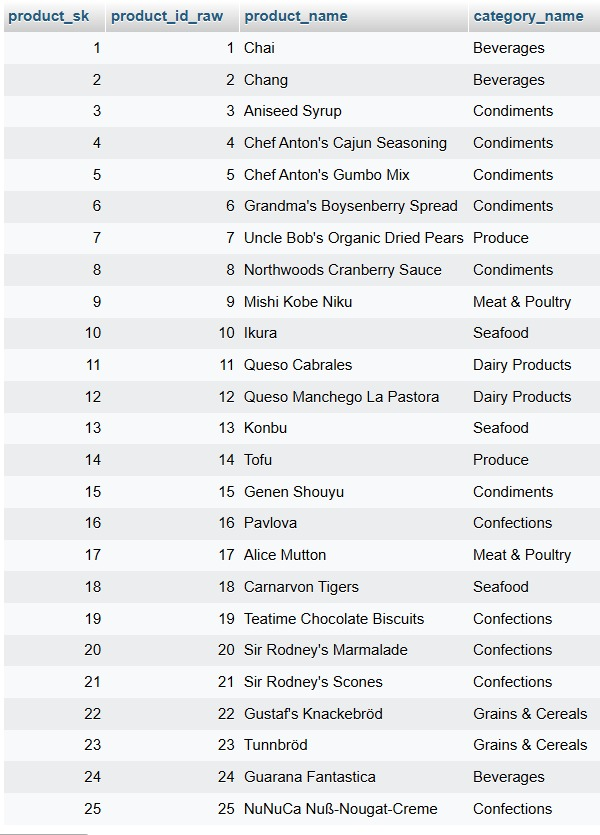 product_sk product_id_raw product_name category_name
1 1 Chai Beverages
2 2 Chang Beverages
3 3 Aniseed Syrup Condiments
4 4 Chef Anton's Cajun Seasoning Condiments
5 5 Chef Anton's Gumbo Mix Condiments
6 6 Grandma's Boysenberry Spread Condiments
7 7 Uncle Bob's Organic Dried Pears Produce
8 8 Northwoods Cranberry Sauce Condiments
9 9 Mishi Kobe Niku Meat & Poultry
10 10 Ikura Seafood
11 11 Queso Cabrales Dairy Products
12 12 Queso Manchego La Pastora Dairy Products
13 13 Konbu Seafood
14 14 Tofu Produce
15 15 Genen Shouyu Condiments
16 16 Pavlova Confections
17 17 Alice Mutton Meat & Poultry
18 18 Carnarvon Tigers Seafood
19 19 Teatime Chocolate Biscuits Confections
20 20 Sir Rodney's Marmalade Confections
21 21 Sir Rodney's Scones Confections
22 22 Gustaf's Knackebröd Grains & Cereals
23 23 Tunnbröd Grains & Cereals
24 24 Guarana Fantastica Beverages
25 25 NuNuCa Nuß-Nougat-Creme Confections